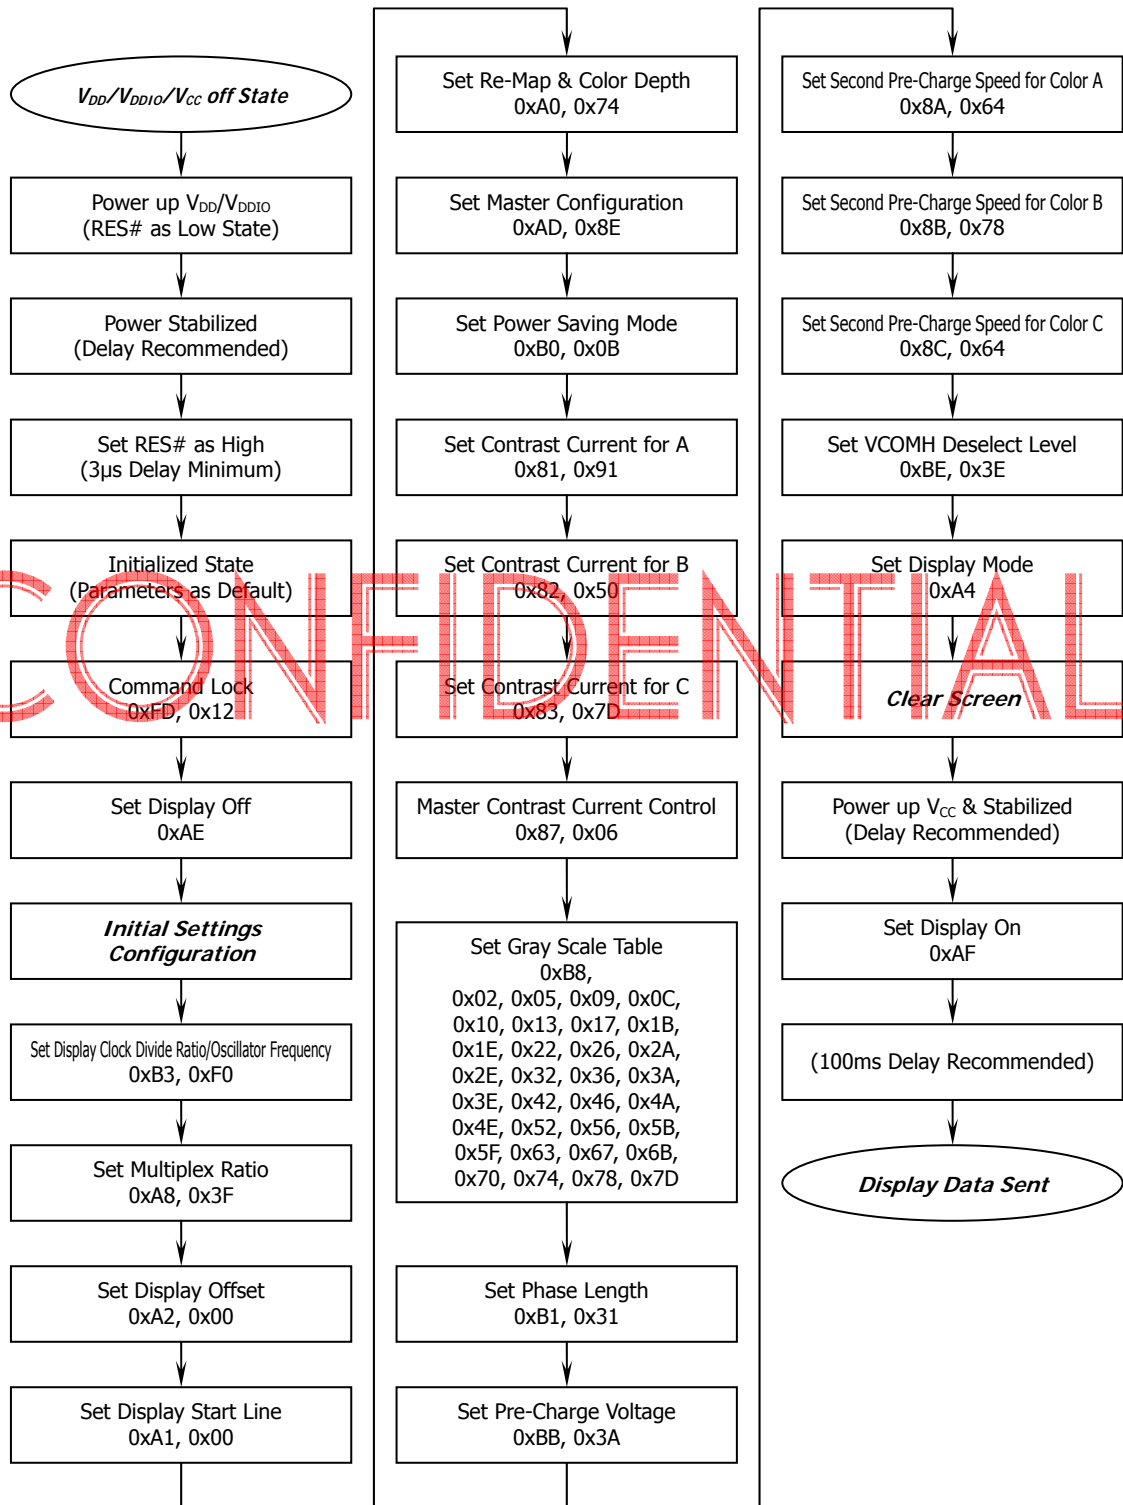 V_DD/V_DDIO/V_CC off State
Power up V_DD/V_DDIO
(RES# as Low State)
Power Stabilized
(Delay Recommended)
Set RES# as High
(3µs Delay Minimum)
Initialized State
(Parameters as Default)
Command Lock
0xFD, 0x12
Set Display Off
0xAE
Initial Settings
Configuration
Set Display Clock Divide Ratio/Oscillator Frequency
0xB3, 0xF0
Set Multiplex Ratio
0xA8, 0x3F
Set Display Offset
0xA2, 0x00
Set Display Start Line
0xA1, 0x00
Set Re-Map & Color Depth
0xA0, 0x74
Set Master Configuration
0xAD, 0x8E
Set Power Saving Mode
0xB0, 0x0B
Set Contrast Current for A
0x81, 0x91
Set Contrast Current for B
0x82, 0x50
Set Contrast Current for C
0x83, 0x7D
Master Contrast Current Control
0x87, 0x06
Set Gray Scale Table
0xB8,
0x02, 0x05, 0x09, 0x0C,
0x10, 0x13, 0x17, 0x1B,
0x1E, 0x22, 0x26, 0x2A,
0x2E, 0x32, 0x36, 0x3A,
0x3E, 0x42, 0x46, 0x4A,
0x4E, 0x52, 0x56, 0x5B,
0x5F, 0x63, 0x67, 0x6B,
0x70, 0x74, 0x78, 0x7D
Set Phase Length
0xB1, 0x31
Set Pre-Charge Voltage
0xBB, 0x3A
Set Second Pre-Charge Speed for Color A
0x8A, 0x64
Set Second Pre-Charge Speed for Color B
0x8B, 0x78
Set Second Pre-Charge Speed for Color C
0x8C, 0x64
Set VCOMH Deselect Level
0xBE, 0x3E
Set Display Mode
0xA4
Clear Screen
Power up V_CC & Stabilized
(Delay Recommended)
Set Display On
0xAF
(100ms Delay Recommended)
Display Data Sent
CONFIDENTIAL